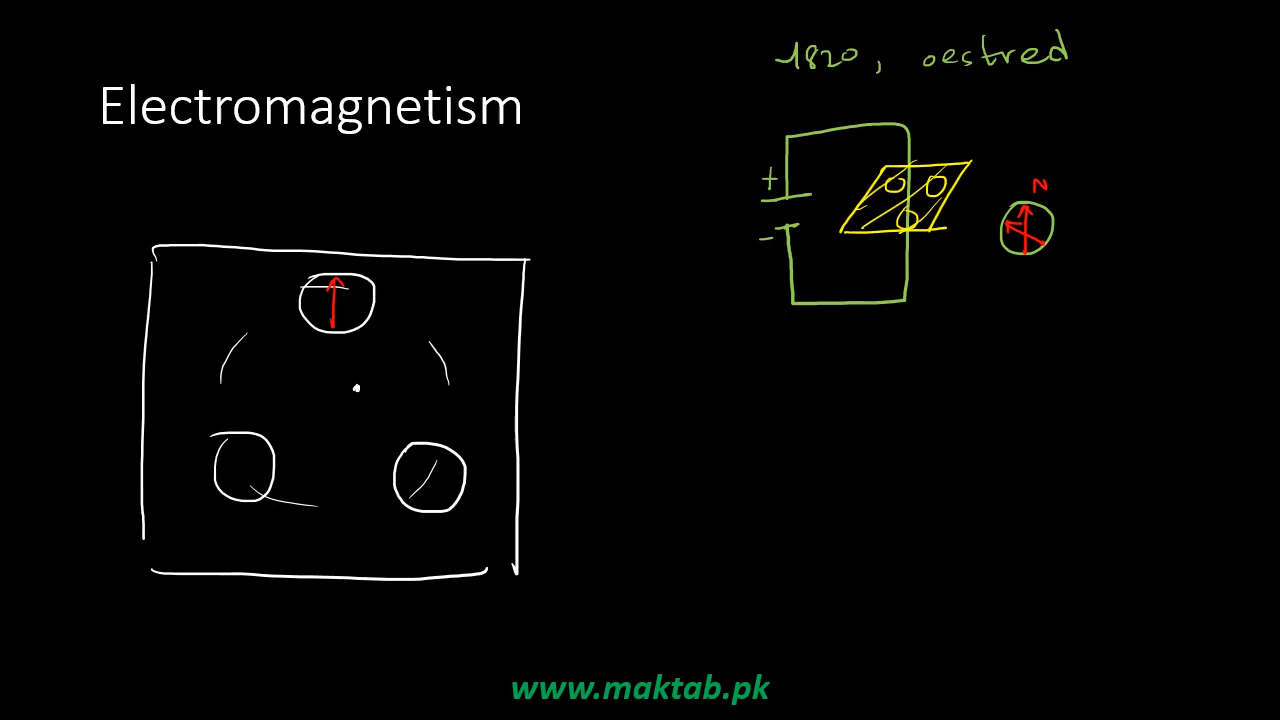 1820, oestred
Electromagnetism
+
N
-
www.maktab.pk